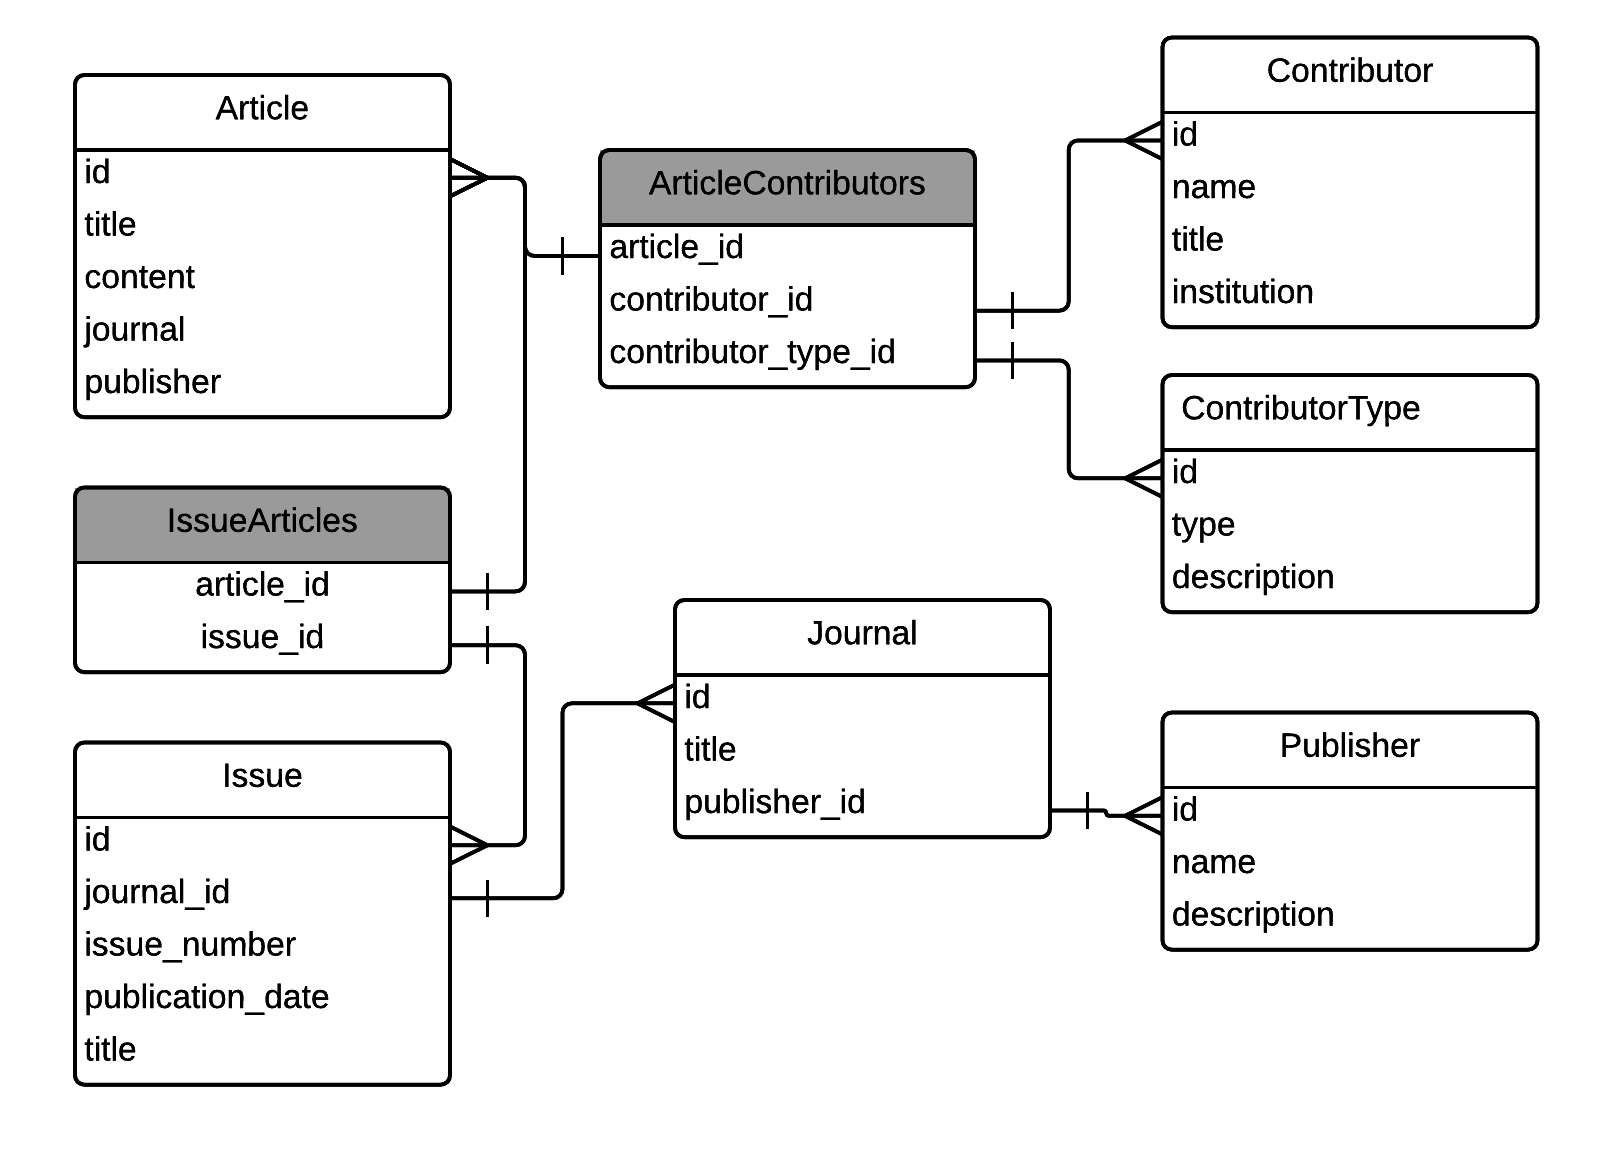 Article
id
title
content
journal
publisher
ArticleContributors
article_id
contributor_id
contributor_type_id
Contributor
id
name
title
institution
ContributorType
id
type
description
IssueArticles
article_id
issue_id
Journal
id
title
publisher_id
Publisher
id
name
description
Issue
id
journal_id
issue_number
publication_date
title